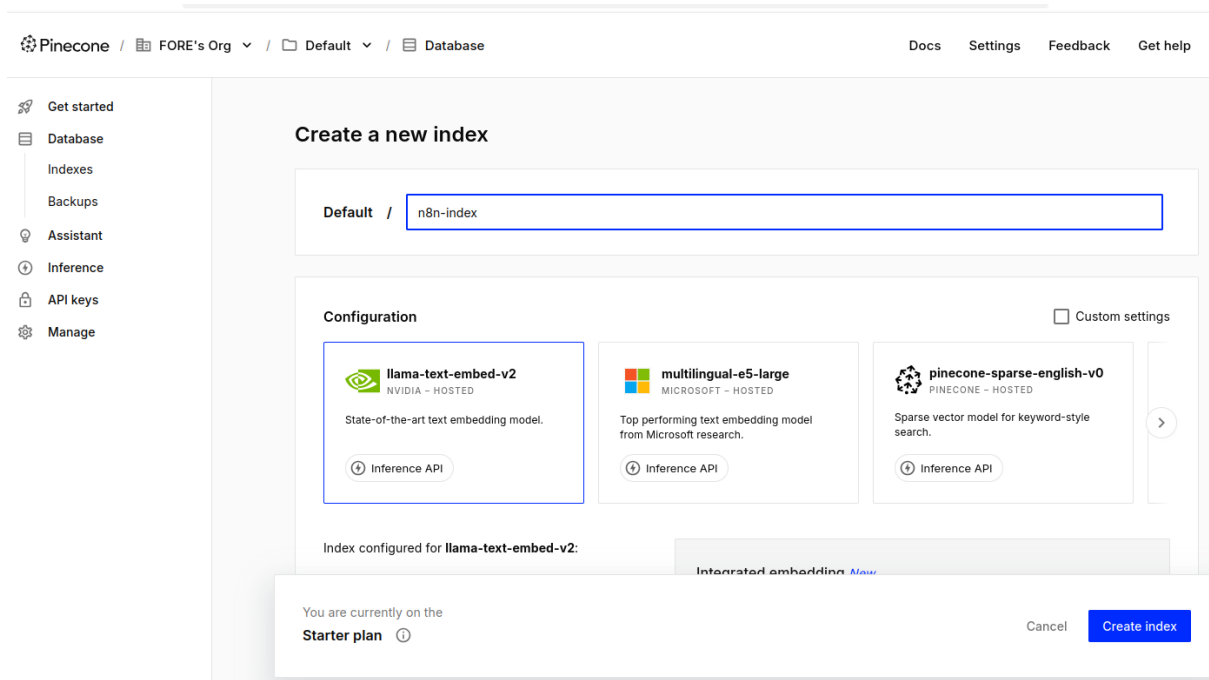 Pinecone / FORE's Org / Default / Database
Docs Settings Feedback Get help
Get started
Database
Indexes
Backups
Assistant
Inference
API keys
Manage
Create a new index
Default / n8n-index
Configuration
Custom settings
llama-text-embed-v2
NVIDIA – HOSTED
State-of-the-art text embedding model.
Inference API
multilingual-e5-large
MICROSOFT – HOSTED
Top performing text embedding model
from Microsoft research.
Inference API
pinecone-sparse-english-v0
PINECONE – HOSTED
Sparse vector model for keyword-style
search.
Inference API
Index configured for llama-text-embed-v2:
Integrated embedding New
You are currently on the
Starter plan
Cancel
Create index